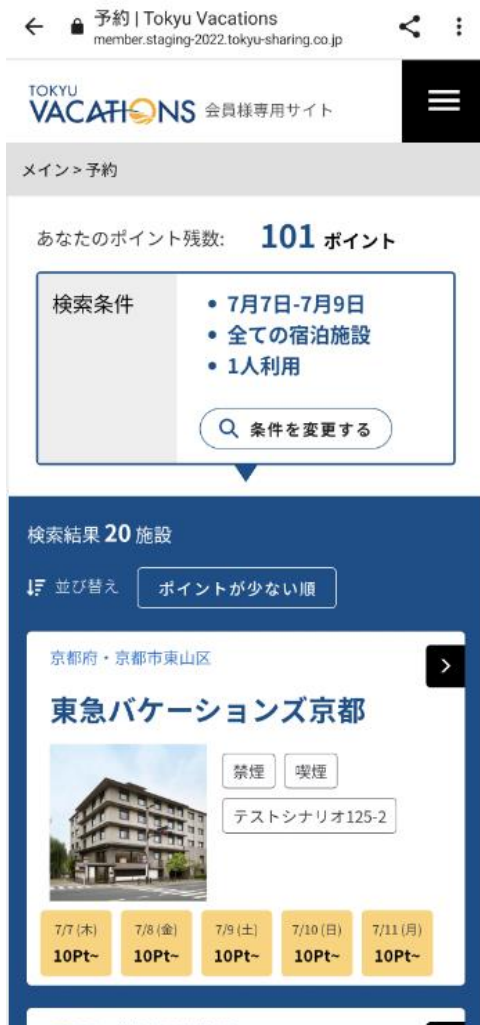 予約 | Tokyu Vacations
member.staging-2022.tokyu-sharing.co.jp
TOKYU
VACATIONS 会員様専用サイト
メイン > 予約
あなたのポイント残数: 101 ポイント
検索条件
• 7月7日-7月9日
• 全ての宿泊施設
• 1人利用
条件を変更する
検索結果 20 施設
並び替え ポイントが少ない順
京都府・京都市東山区
東急バケーションズ京都
禁煙 喫煙
テストシナリオ125-2
7/7 (木) 7/8 (金) 7/9 (土) 7/10 (日) 7/11 (月)
10Pt~ 10Pt~ 10Pt~ 10Pt~ 10Pt~